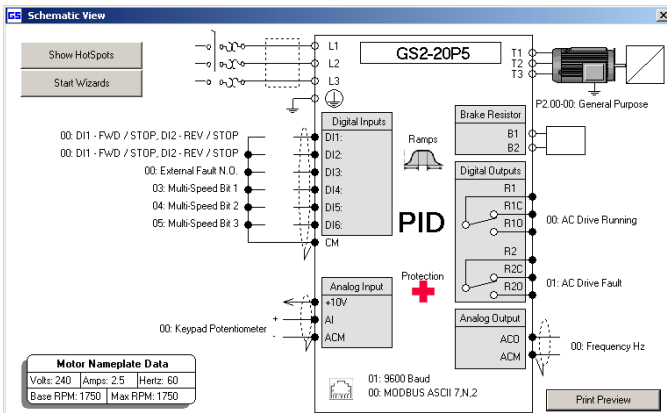 GS Schematic View
Show HotSpots
Start Wizards
L1
L2
L3
GS2-20P5
T1
T2
T3
P2.00-00: General Purpose
Digital Inputs
DI1:
DI2:
DI3:
DI4:
DI5:
DI6:
CM
00: DI1 - FWD / STOP, DI2 - REV / STOP
00: DI1 - FWD / STOP, DI2 - REV / STOP
00: External Fault N.O.
03: Multi-Speed Bit 1
04: Multi-Speed Bit 2
05: Multi-Speed Bit 3
Ramps
PID
Protection
Brake Resistor
B1
B2
Digital Outputs
R1
R1C
R1O
00: AC Drive Running
R2
R2C
R2O
01: AC Drive Fault
Analog Input
+10V
AI
ACM
+
-
00: Keypad Potentiometer
Analog Output
ACO
ACM
00: Frequency Hz
Motor Nameplate Data
Volts: 240 Amps: 2.5 Hertz: 60
Base RPM: 1750 Max RPM: 1750
01: 9600 Baud
00: MODBUS ASCII 7,N,2
Print Preview